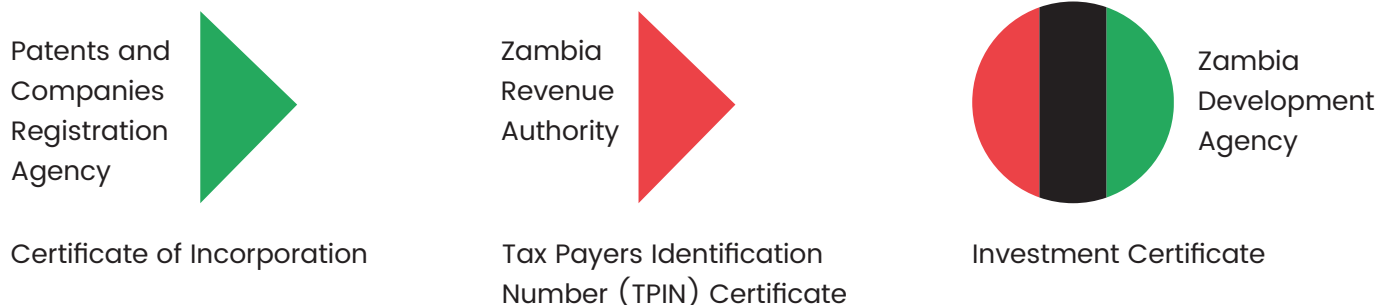 Patents and
Companies
Registration
Agency
Certificate of Incorporation
Zambia
Revenue
Authority
Tax Payers Identification
Number (TPIN) Certificate
Zambia
Development
Agency
Investment Certificate